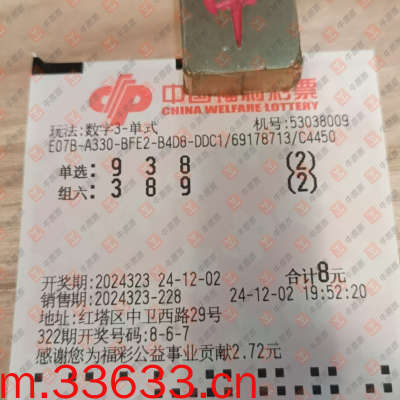 中国福利彩票
CHINA WELFARE LOTTERY
玩法:数字3-单式
机号:53038009
E07B-A330-BFE2-B4D8-DDC1/69178713/C4450
单选: 9 3 8 (2)
组六: 3 8 9 (2)
开奖期:2024323 24-12-02 合计8元
销售期:2024323-228 24-12-02 19:52:20
地址:红塔区中卫西路29号
322期开奖号码:8-6-7
感谢您为福彩公益事业贡献2.72元
m.33633.cn